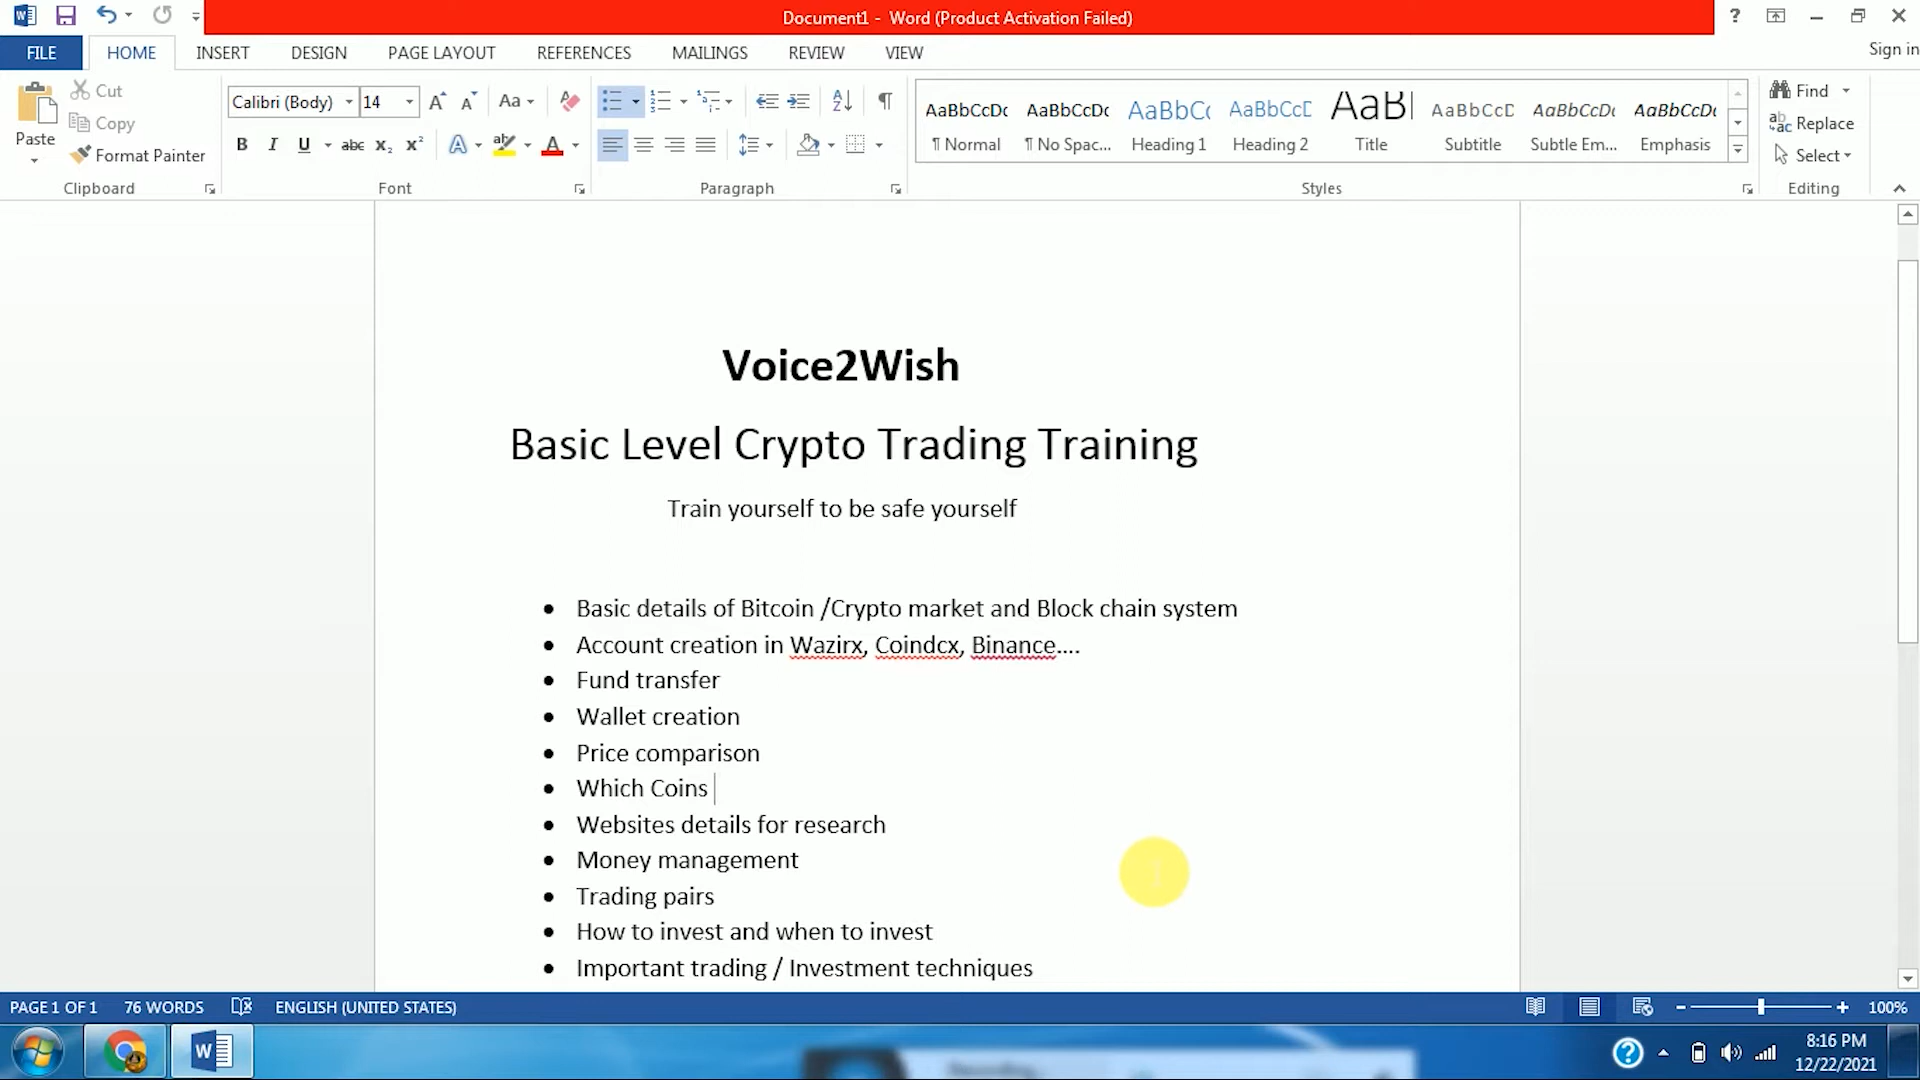 Document1 - Word (Product Activation Failed)
FILE HOME INSERT DESIGN PAGE LAYOUT REFERENCES MAILINGS REVIEW VIEW Sign in
Paste
Cut
Copy
Format Painter
Clipboard
Calibri (Body) 14
Font
Paragraph
AaBbCcDc AaBbCcDc AaBbCc AaBbCcD AaB AaBbCcD AaBbCcDc AaBbCcDc
¶ Normal ¶ No Spac... Heading 1 Heading 2 Title Subtitle Subtle Em... Emphasis
Styles
Find
Replace
Select
Editing
Voice2Wish
Basic Level Crypto Trading Training
Train yourself to be safe yourself
• Basic details of Bitcoin /Crypto market and Block chain system
• Account creation in Wazirx, Coindcx, Binance....
• Fund transfer
• Wallet creation
• Price comparison
• Which Coins
• Websites details for research
• Money management
• Trading pairs
• How to invest and when to invest
• Important trading / Investment techniques
PAGE 1 OF 1 76 WORDS ENGLISH (UNITED STATES) 100%
8:16 PM
12/22/2021